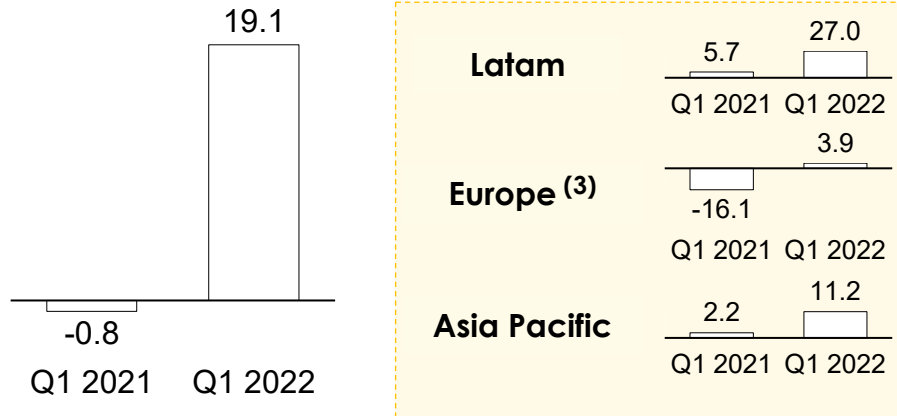 19.1
-0.8
Q1 2021 Q1 2022
Latam
5.7 27.0
Q1 2021 Q1 2022
Europe (3)
3.9
-16.1
Q1 2021 Q1 2022
Asia Pacific
2.2 11.2
Q1 2021 Q1 2022